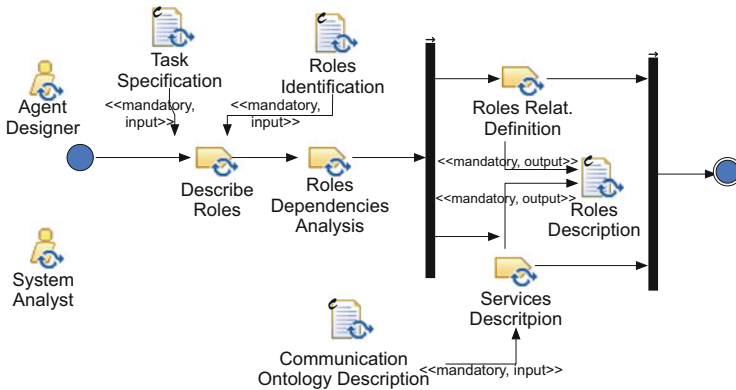 Task
Specification
Roles
Identification
Agent
Designer
<<mandatory,
input>>
<<mandatory,
input>>
Describe
Roles
Roles
Dependencies
Analysis
Roles Relat.
Definition
<<mandatory, output>>
<<mandatory, output>>
Roles
Description
System
Analyst
Services
Descritpion
Communication
Ontology Description
<<mandatory, input>>